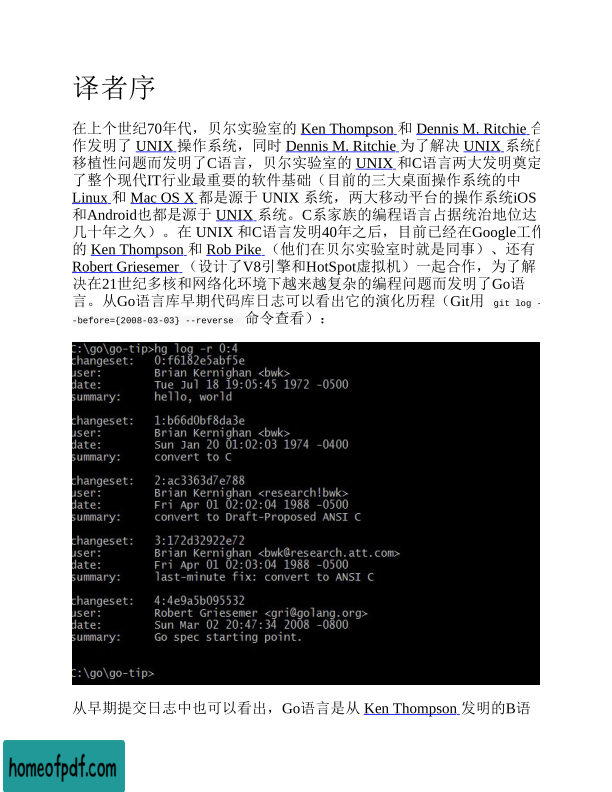 译者序
在上个世纪70年代，贝尔实验室的 Ken Thompson 和 Dennis M. Ritchie 合
作发明了 UNIX 操作系统，同时 Dennis M. Ritchie 为了解决 UNIX 系统的
移植性问题而发明了C语言，贝尔实验室的 UNIX 和C语言两大发明奠定
了整个现代IT行业最重要的软件基础（目前的三大桌面操作系统的中
Linux 和 Mac OS X 都是源于 UNIX 系统，两大移动平台的操作系统iOS
和Android也都是源于 UNIX 系统。C系家族的编程语言占据统治地位达
几十年之久）。在 UNIX 和C语言发明40年之后，目前已经在Google工作
的 Ken Thompson 和 Rob Pike（他们在贝尔实验室时就是同事）、还有
Robert Griesemer（设计了V8引擎和HotSpot虚拟机）一起合作，为了解
决在21世纪多核和网络化环境下越来越复杂的编程问题而发明了Go语
言。从Go语言库早期代码库日志可以看出它的演化历程（Git用 git log -
-before={2008-03-03} --reverse 命令查看）：
C:\go\go-tip>hg log -r 0:4
changeset: 0:f6182e5abf5e
user: Brian Kernighan <bwk>
date: Tue Jul 18 19:05:45 1972 -0500
summary: hello, world
changeset: 1:b66d0bf8da3e
user: Brian Kernighan <bwk>
date: Sun Jan 20 01:02:03 1974 -0400
summary: convert to C
changeset: 2:ac3363d7e788
user: Brian Kernighan <research!bwk>
date: Fri Apr 01 02:02:04 1988 -0500
summary: convert to Draft-Proposed ANSI C
changeset: 3:172d32922e72
user: Brian Kernighan <bwk@research.att.com>
date: Fri Apr 01 02:03:04 1988 -0500
summary: last-minute fix: convert to ANSI C
changeset: 4:4e9a5b095532
user: Robert Griesemer <gri@golang.org>
date: Sun Mar 02 20:47:34 2008 -0800
summary: Go spec starting point.
C:\go\go-tip>
从早期提交日志中也可以看出，Go语言是从 Ken Thompson 发明的B语
homeofpdf.com